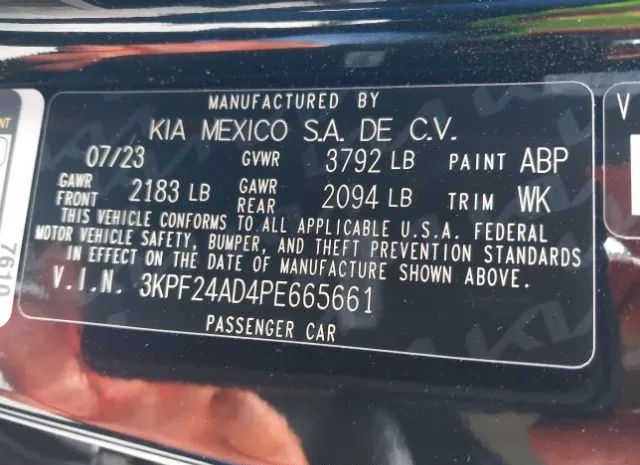 MANUFACTURED BY
KIA MEXICO S.A. DE C.V.
07/23 GVWR 3792 LB PAINT ABP
GAWR FRONT 2183 LB GAWR REAR 2094 LB TRIM WK
THIS VEHICLE CONFORMS TO ALL APPLICABLE U.S.A. FEDERAL
MOTOR VEHICLE SAFETY, BUMPER, AND THEFT PREVENTION STANDARDS
IN EFFECT ON THE DATE OF MANUFACTURE SHOWN ABOVE.
V.I.N. 3KPF24AD4PE665661
PASSENGER CAR
7610
V